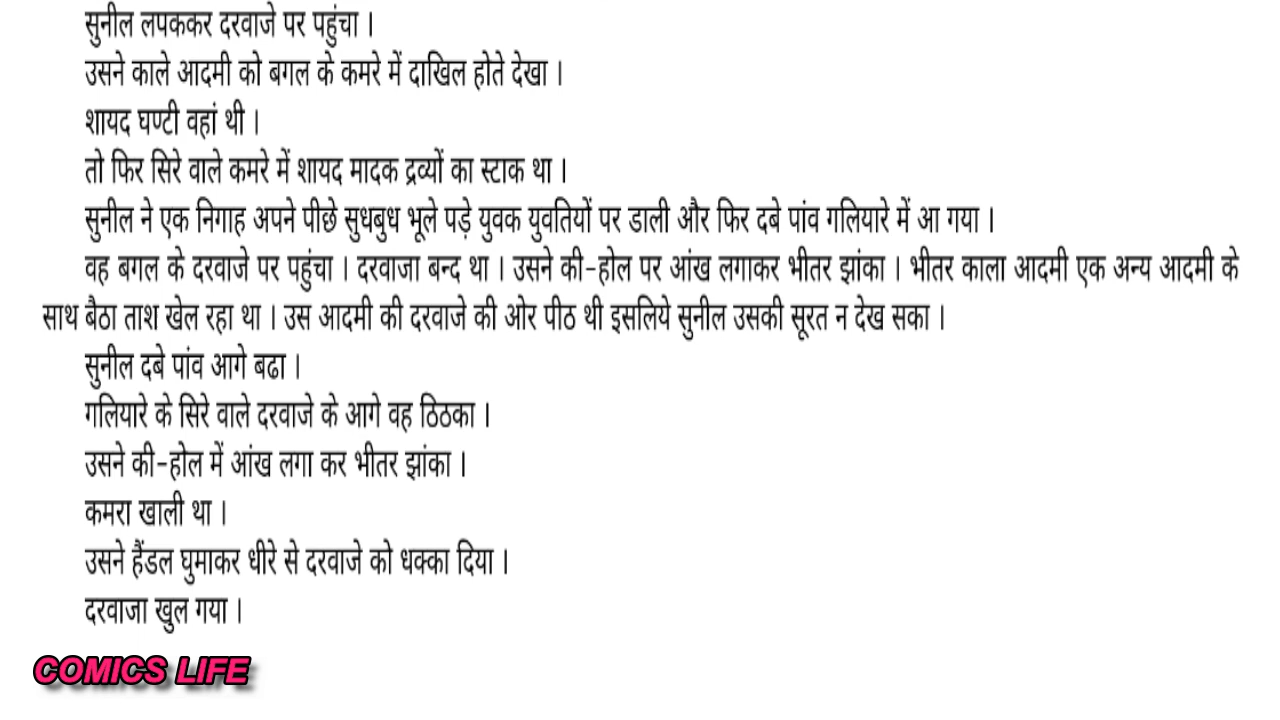 सुनील लपककर दरवाजे पर पहुंचा ।
उसने काले आदमी को बगल के कमरे में दाखिल होते देखा ।
शायद घण्टी वहां थी ।
तो फिर सिरे वाले कमरे में शायद मादक द्रव्यों का स्टाक था ।
सुनील ने एक निगाह अपने पीछे सुधबुध भूले पड़े युवक युवतियों पर डाली और फिर दबे पांव गलियारे में आ गया ।
वह बगल के दरवाजे पर पहुंचा । दरवाजा बन्द था । उसने की-होल पर आंख लगाकर भीतर झांका । भीतर काला आदमी एक अन्य आदमी के
साथ बैठा ताश खेल रहा था । उस आदमी की दरवाजे की ओर पीठ थी इसलिये सुनील उसकी सूरत न देख सका ।
सुनील दबे पांव आगे बढा ।
गलियारे के सिरे वाले दरवाजे के आगे वह ठिठका ।
उसने की-होल में आंख लगा कर भीतर झांका ।
कमरा खाली था ।
उसने हैंडल घुमाकर धीरे से दरवाजे को धक्का दिया ।
दरवाजा खुल गया ।
COMICS LIFE